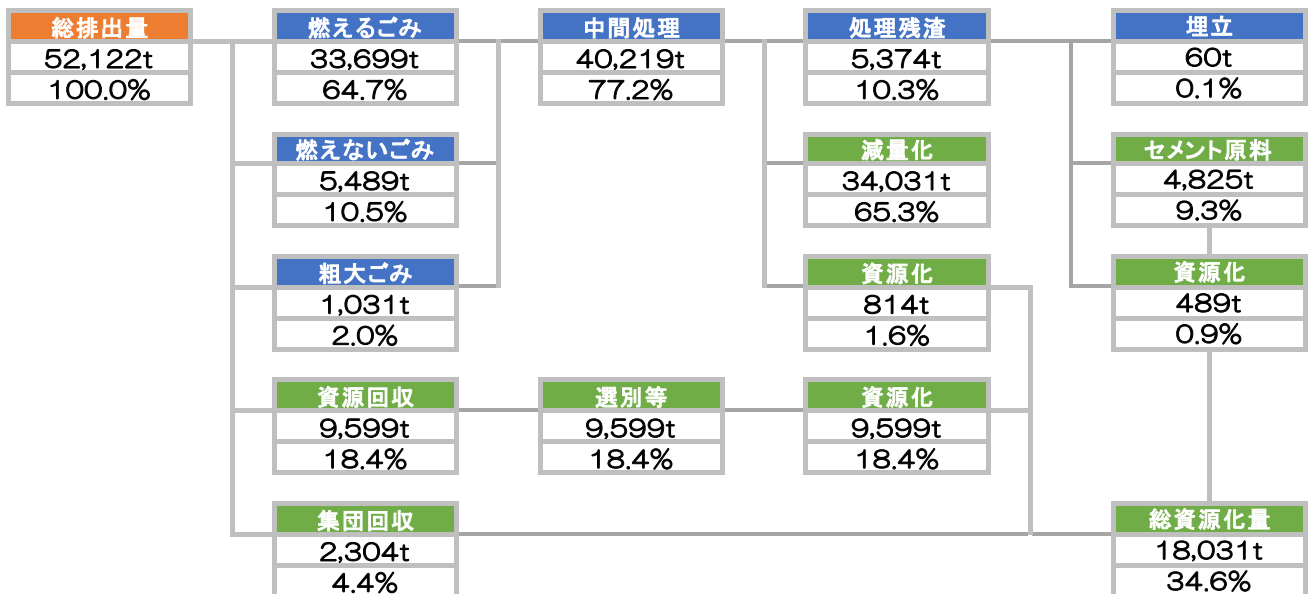 総排出量
52,122t
100.0%
燃えるごみ
33,699t
64.7%
中間処理
40,219t
77.2%
処理残渣
5,374t
10.3%
埋立
60t
0.1%
燃えないごみ
5,489t
10.5%
減量化
34,031t
65.3%
セメント原料
4,825t
9.3%
粗大ごみ
1,031t
2.0%
資源化
814t
1.6%
資源化
489t
0.9%
資源回収
9,599t
18.4%
選別等
9,599t
18.4%
資源化
9,599t
18.4%
集団回収
2,304t
4.4%
総資源化量
18,031t
34.6%